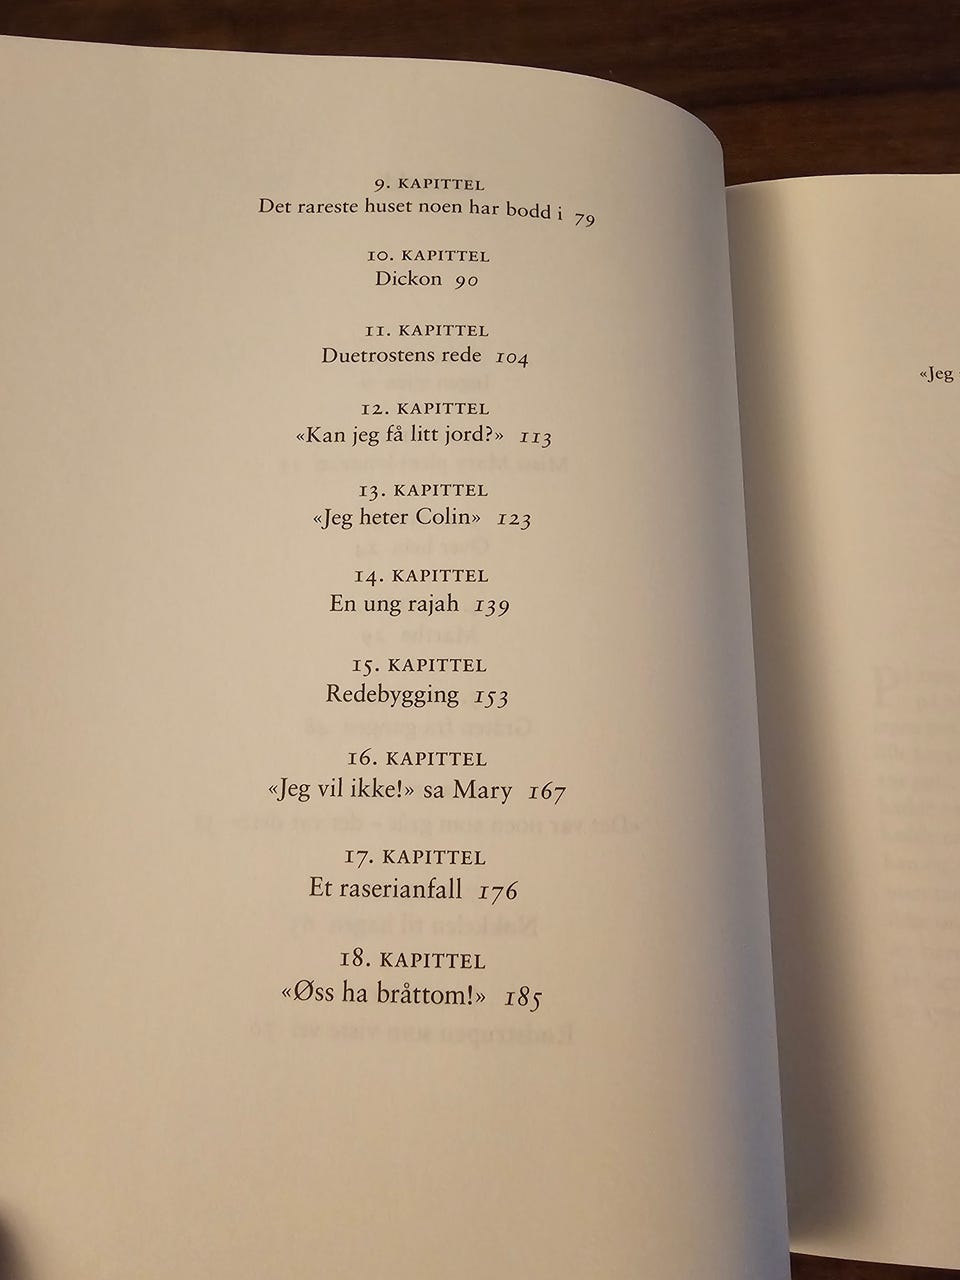 9. KAPITTEL
Det rareste huset noen har bodd i 79
10. KAPITTEL
Dickon 90
11. KAPITTEL
Duetrostens rede 104
12. KAPITTEL
«Kan jeg få litt jord?» 113
13. KAPITTEL
«Jeg heter Colin» 123
14. KAPITTEL
En ung rajah 139
15. KAPITTEL
Redebygging 153
16. KAPITTEL
«Jeg vil ikke!» sa Mary 167
17. KAPITTEL
Et raserianfall 176
18. KAPITTEL
«Øss ha bråttom!» 185
«Jeg